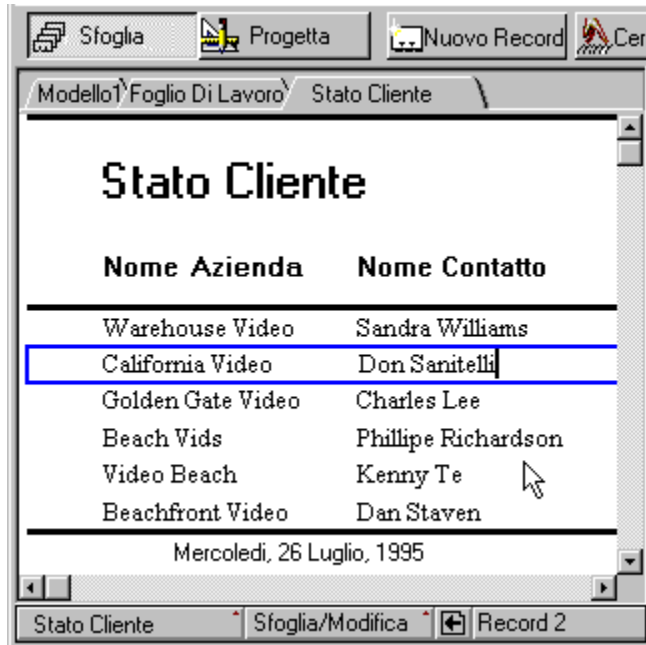 Sfoglia Progetta Nuovo Record Cer
Modello1 Foglio Di Lavoro Stato Cliente
Stato Cliente
Nome Azienda Nome Contatto
Warehouse Video Sandra Williams
California Video Don Sanitelli
Golden Gate Video Charles Lee
Beach Vids Phillipe Richardson
Video Beach Kenny Te
Beachfront Video Dan Staven
Mercoledi, 26 Luglio, 1995
Stato Cliente Sfoglia/Modifica Record 2